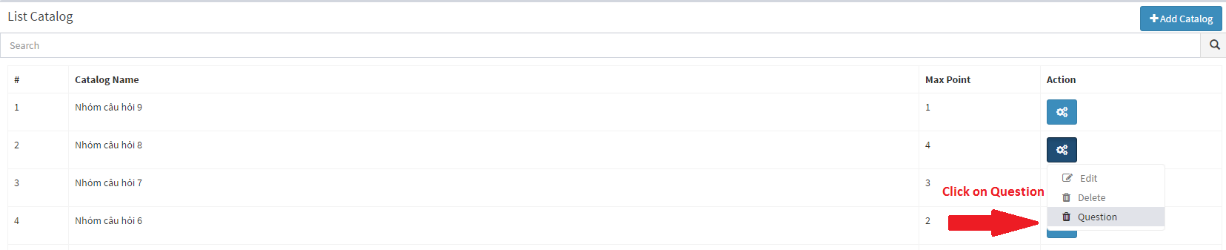 List Catalog
Add Catalog
Search
# Catalog Name Max Point Action
1 Nhóm câu hỏi 9 1
2 Nhóm câu hỏi 8 4
Edit
3 Nhóm câu hỏi 7 3
Click on Question
Delete
Question
4 Nhóm câu hỏi 6 2